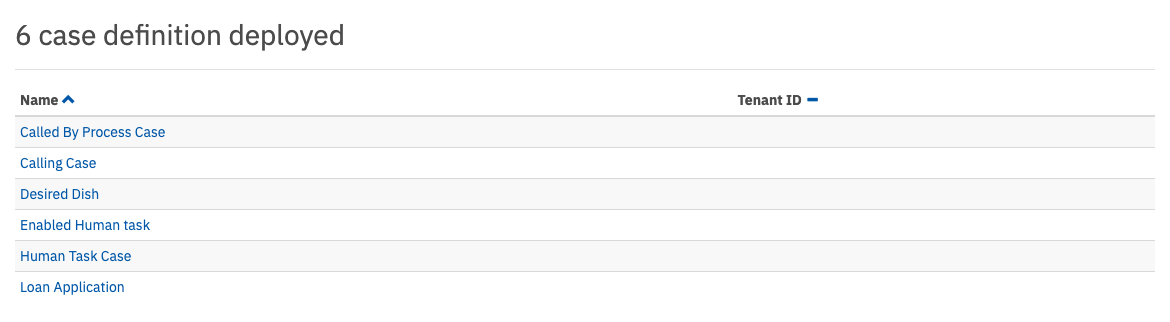 6 case definition deployed
Name Tenant ID
Called By Process Case
Calling Case
Desired Dish
Enabled Human task
Human Task Case
Loan Application